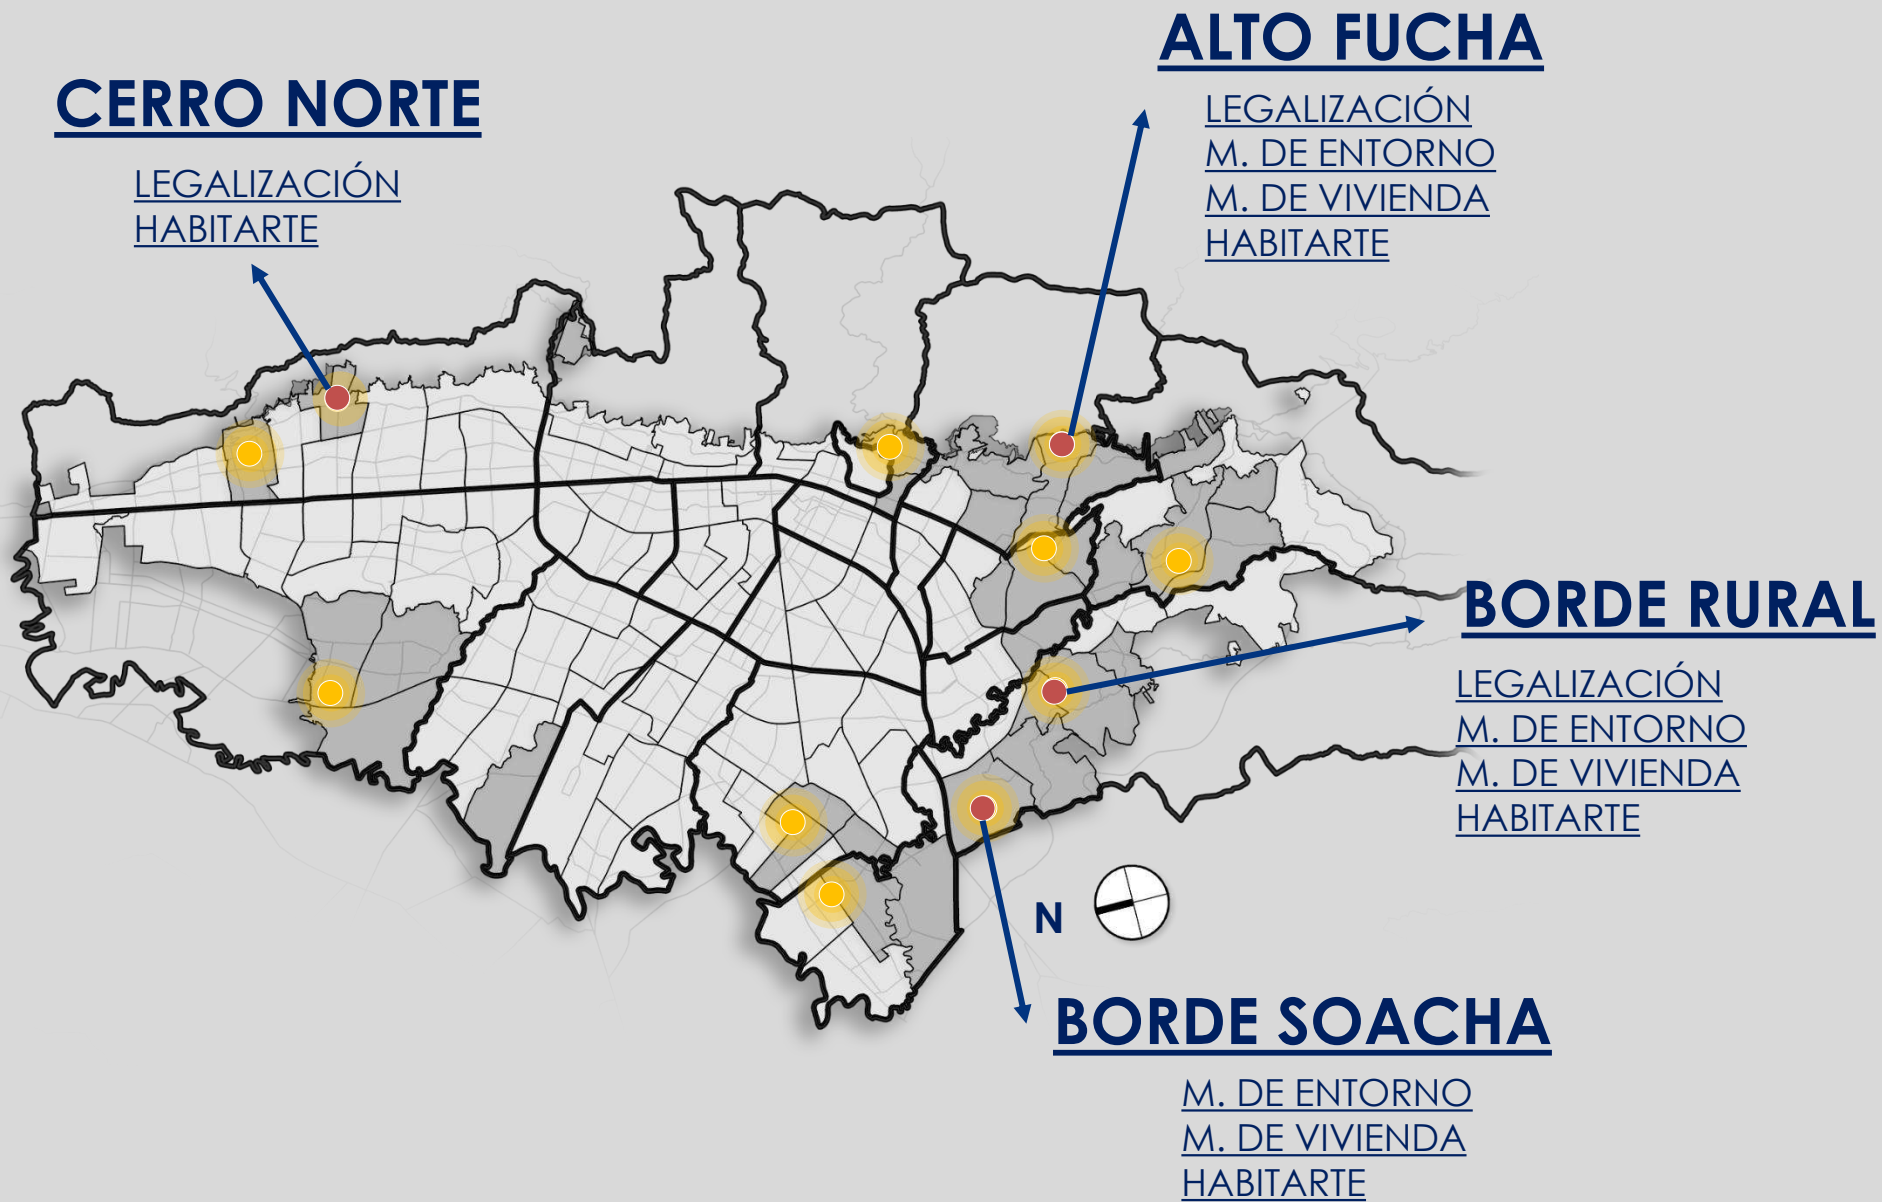 CERRO NORTE
LEGALIZACIÓN
HABITARTE
ALTO FUCHA
LEGALIZACIÓN
M. DE ENTORNO
M. DE VIVIENDA
HABITARTE
BORDE RURAL
LEGALIZACIÓN
M. DE ENTORNO
M. DE VIVIENDA
HABITARTE
N
BORDE SOACHA
M. DE ENTORNO
M. DE VIVIENDA
HABITARTE